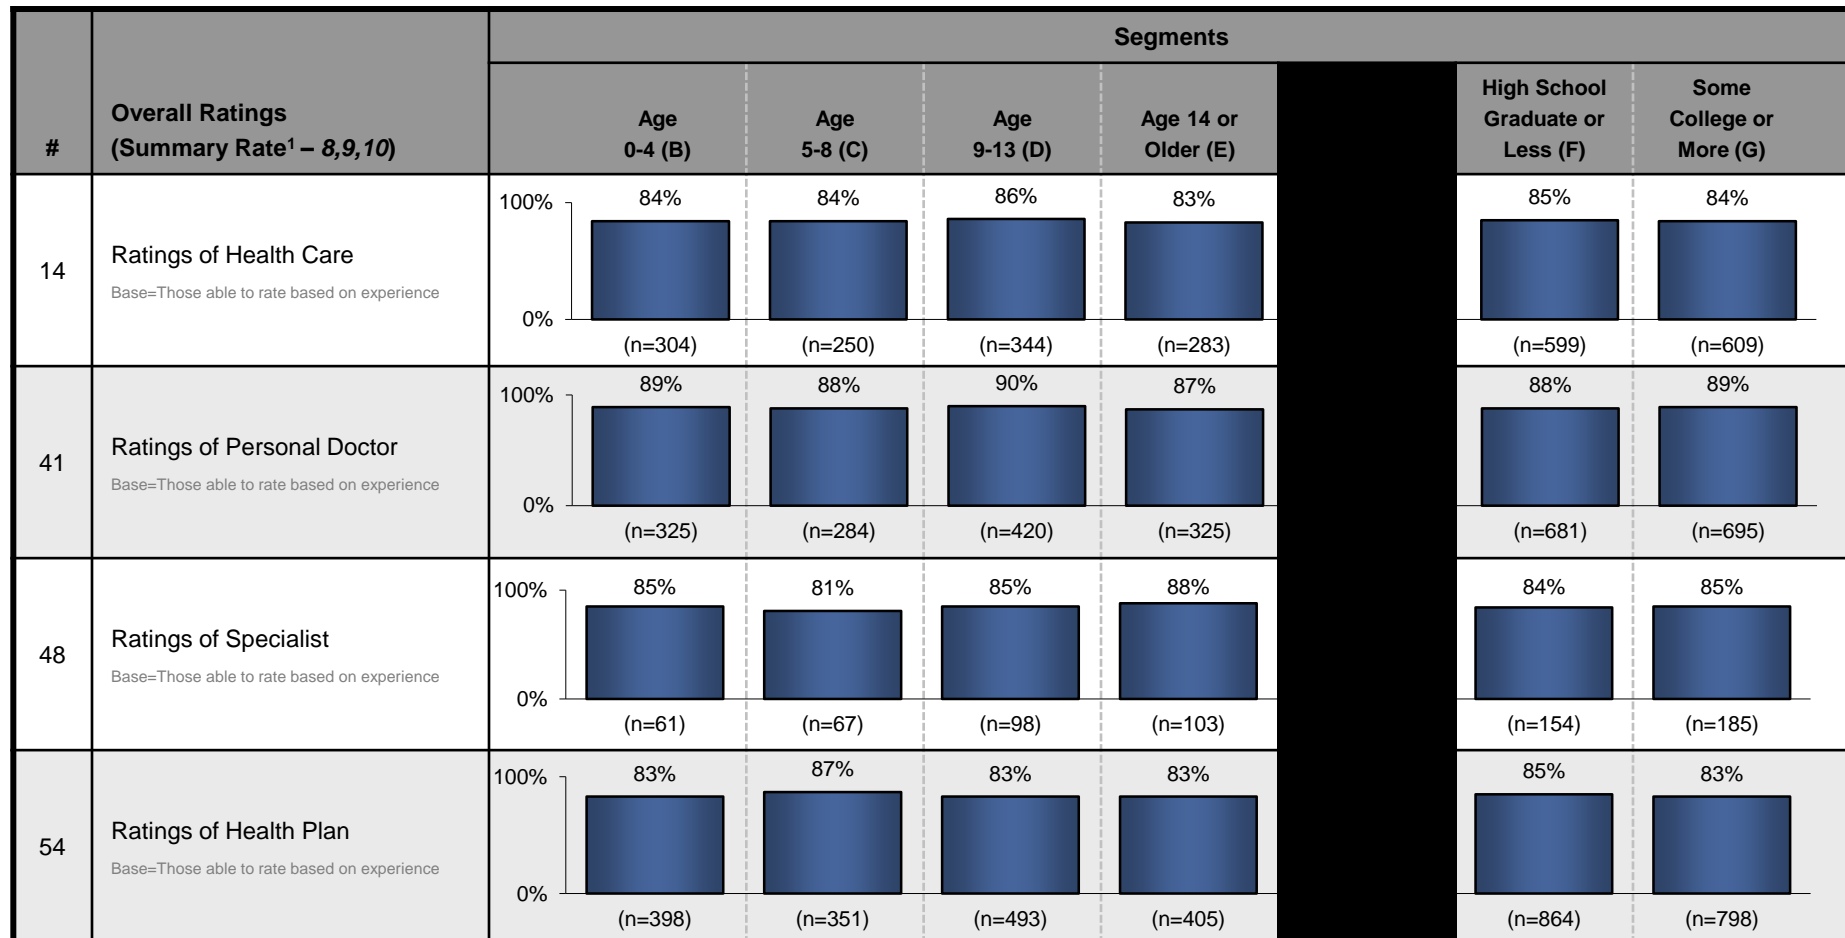 Segments
#
Overall Ratings
(Summary Rate¹ – 8,9,10)
Age
0-4 (B)
Age
5-8 (C)
Age
9-13 (D)
Age 14 or
Older (E)
High School
Graduate or
Less (F)
Some
College or
More (G)
14
Ratings of Health Care
Base=Those able to rate based on experience
100%
0%
84%
84%
86%
83%
85%
84%
(n=304)
(n=250)
(n=344)
(n=283)
(n=599)
(n=609)
41
Ratings of Personal Doctor
Base=Those able to rate based on experience
100%
0%
89%
88%
90%
87%
88%
89%
(n=325)
(n=284)
(n=420)
(n=325)
(n=681)
(n=695)
48
Ratings of Specialist
Base=Those able to rate based on experience
100%
0%
85%
81%
85%
88%
84%
85%
(n=61)
(n=67)
(n=98)
(n=103)
(n=154)
(n=185)
54
Ratings of Health Plan
Base=Those able to rate based on experience
100%
0%
83%
87%
83%
83%
85%
83%
(n=398)
(n=351)
(n=493)
(n=405)
(n=864)
(n=798)